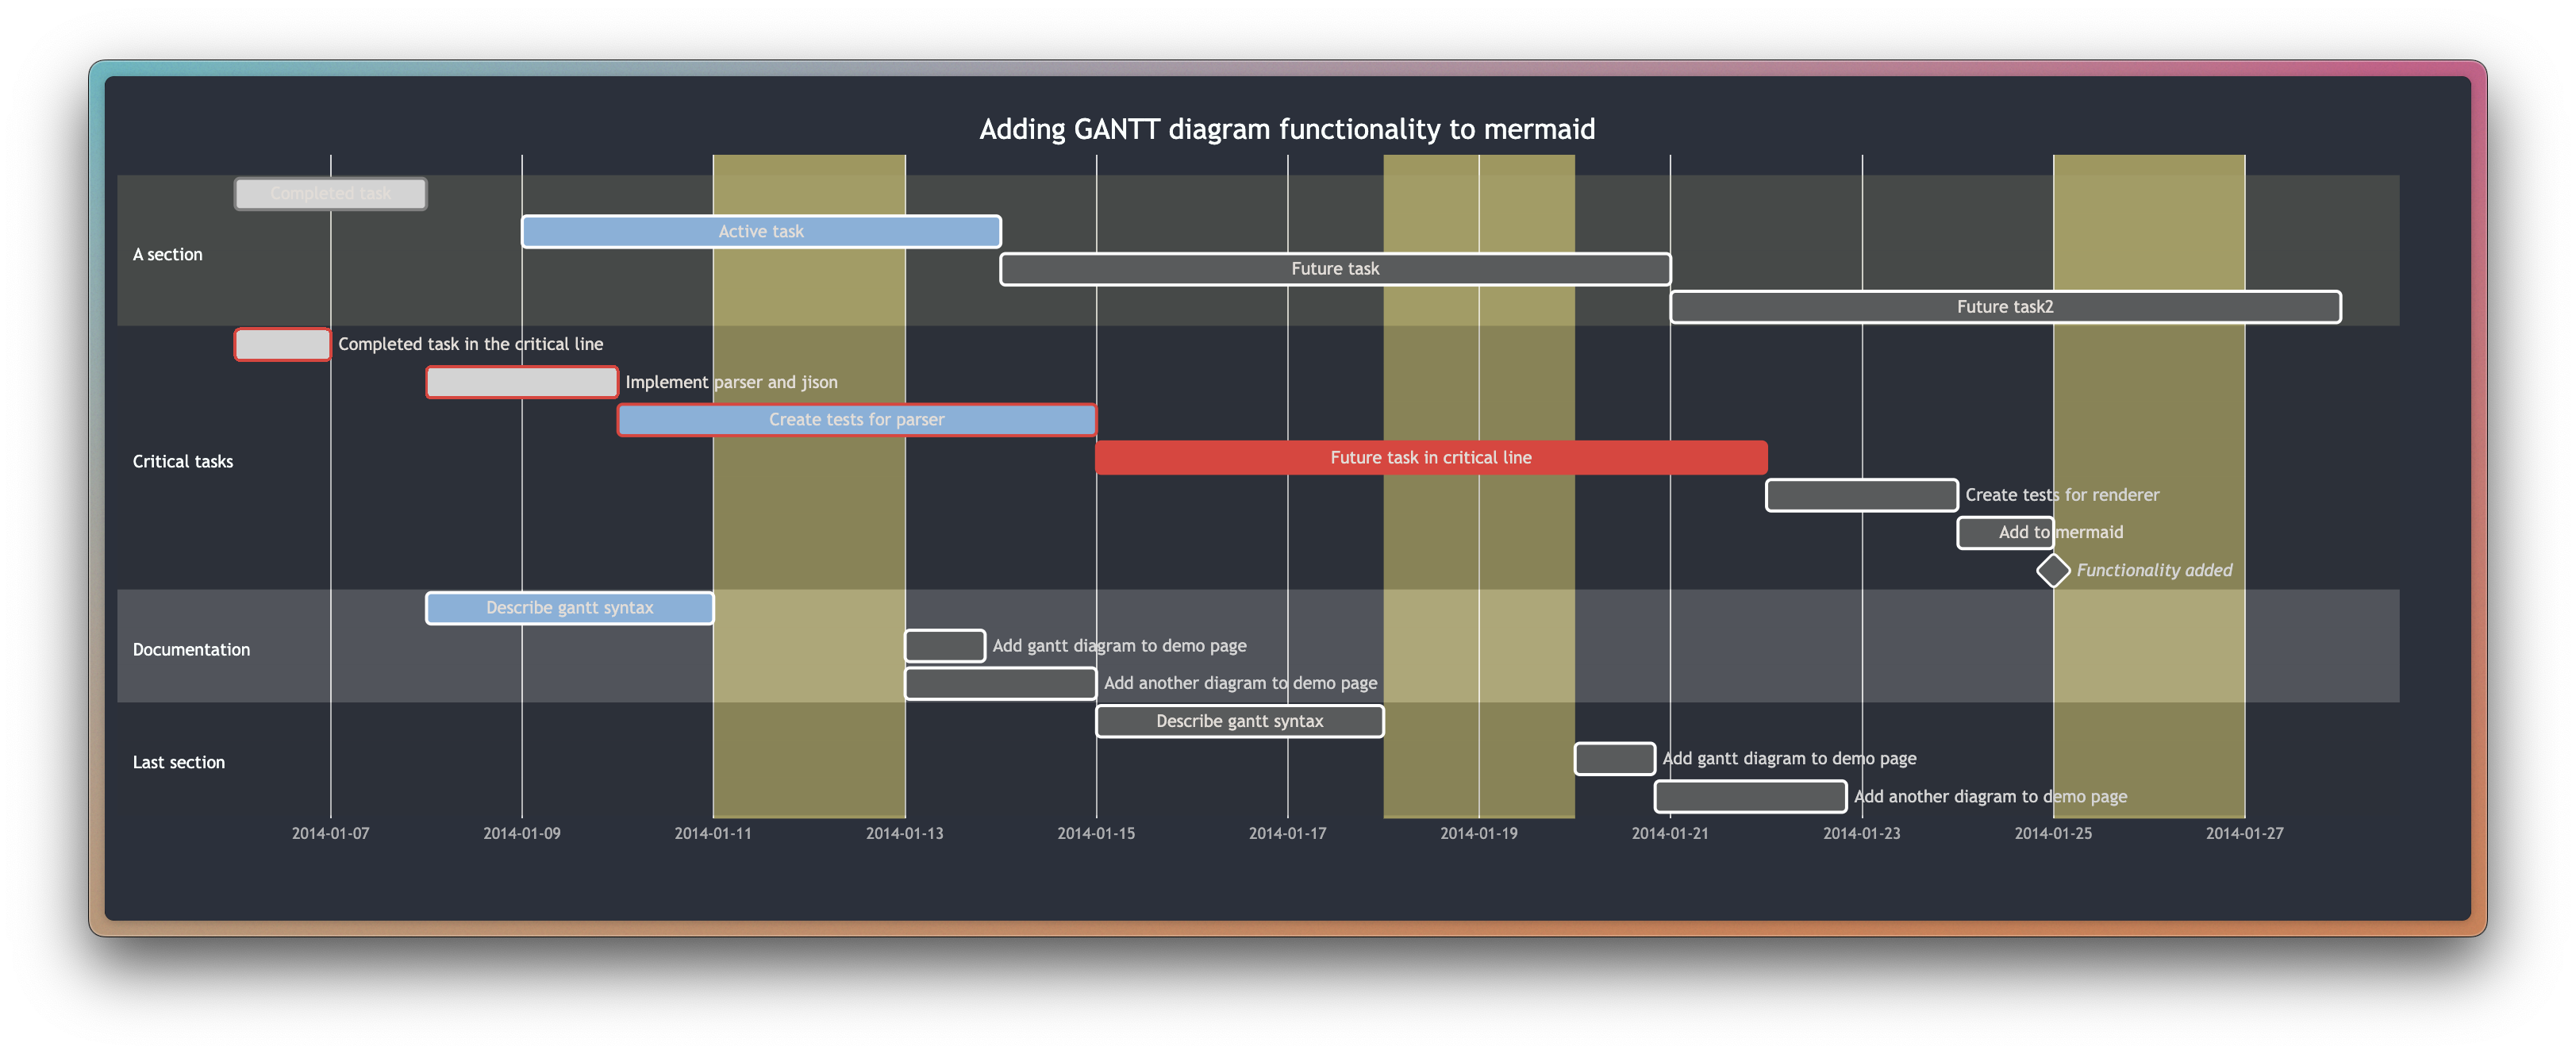 Adding GANTT diagram functionality to mermaid
Completed task
Active task
A section
Future task
Future task2
Completed task in the critical line
Implement parser and jison
Create tests for parser
Future task in critical line
Critical tasks
Create tests for renderer
Add to mermaid
Functionality added
Describe gantt syntax
Add gantt diagram to demo page
Documentation
Add another diagram to demo page
Describe gantt syntax
Add gantt diagram to demo page
Last section
Add another diagram to demo page
2014-01-07 2014-01-09 2014-01-11 2014-01-13 2014-01-15 2014-01-17 2014-01-19 2014-01-21 2014-01-23 2014-01-25 2014-01-27